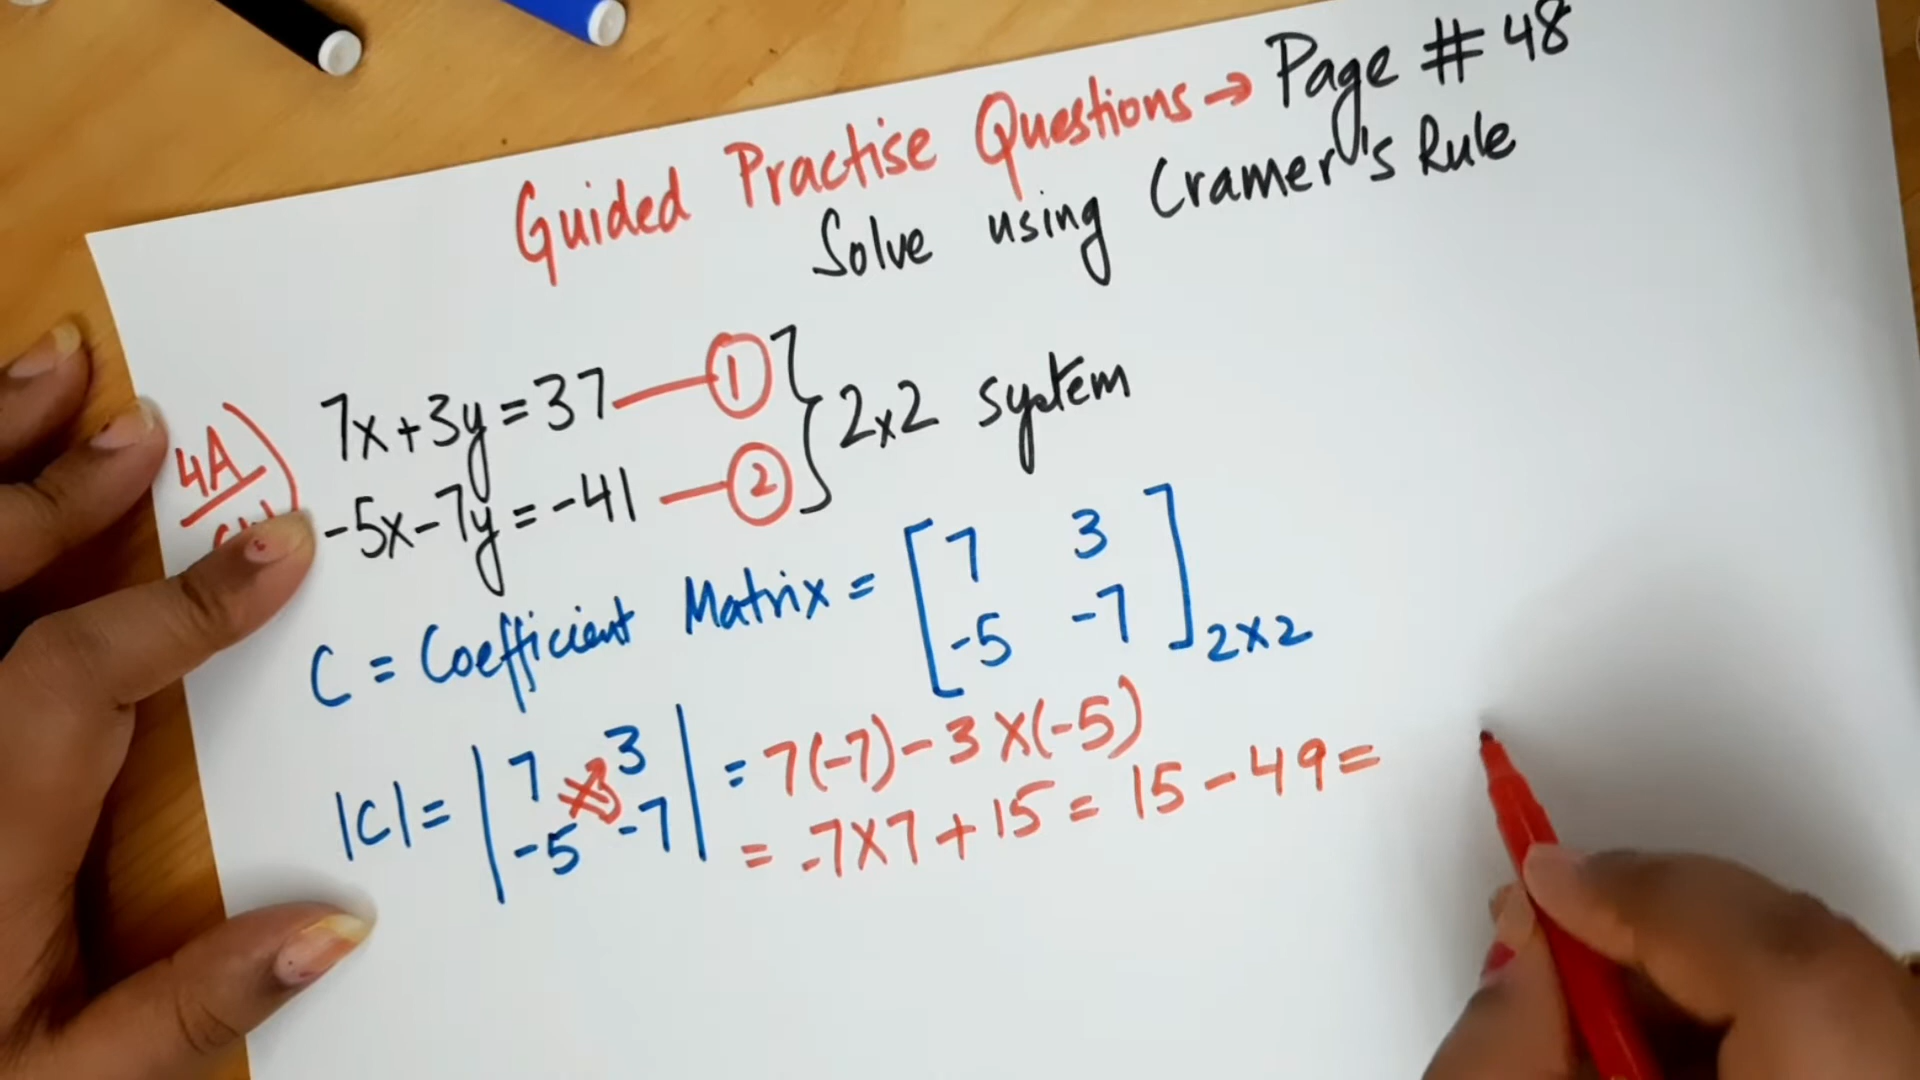 Guided Practise Questions → Page # 48
Solve using Cramer's Rule
4A) 7x+3y=37 — ① } 2x2 system
-5x-7y=-41 — ②
C = Coefficient Matrix = [7 3
-5 -7] 2x2
|C| = |7 3
-5 -7| = 7(-7)-3x(-5)
= -7x7+15 = 15-49=